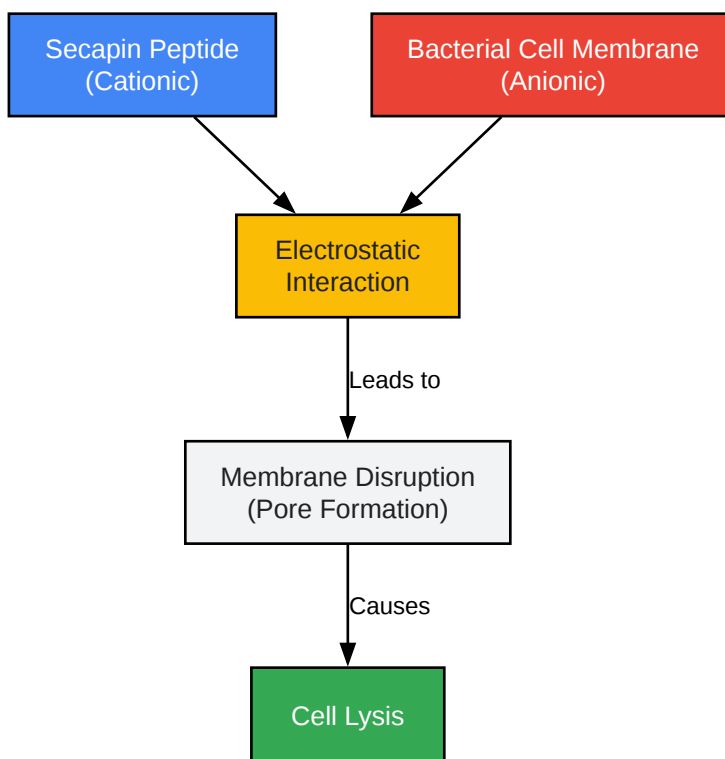 Secapin Peptide
(Cationic)
Bacterial Cell Membrane
(Anionic)
Electrostatic
Interaction
Leads to
Membrane Disruption
(Pore Formation)
Causes
Cell Lysis